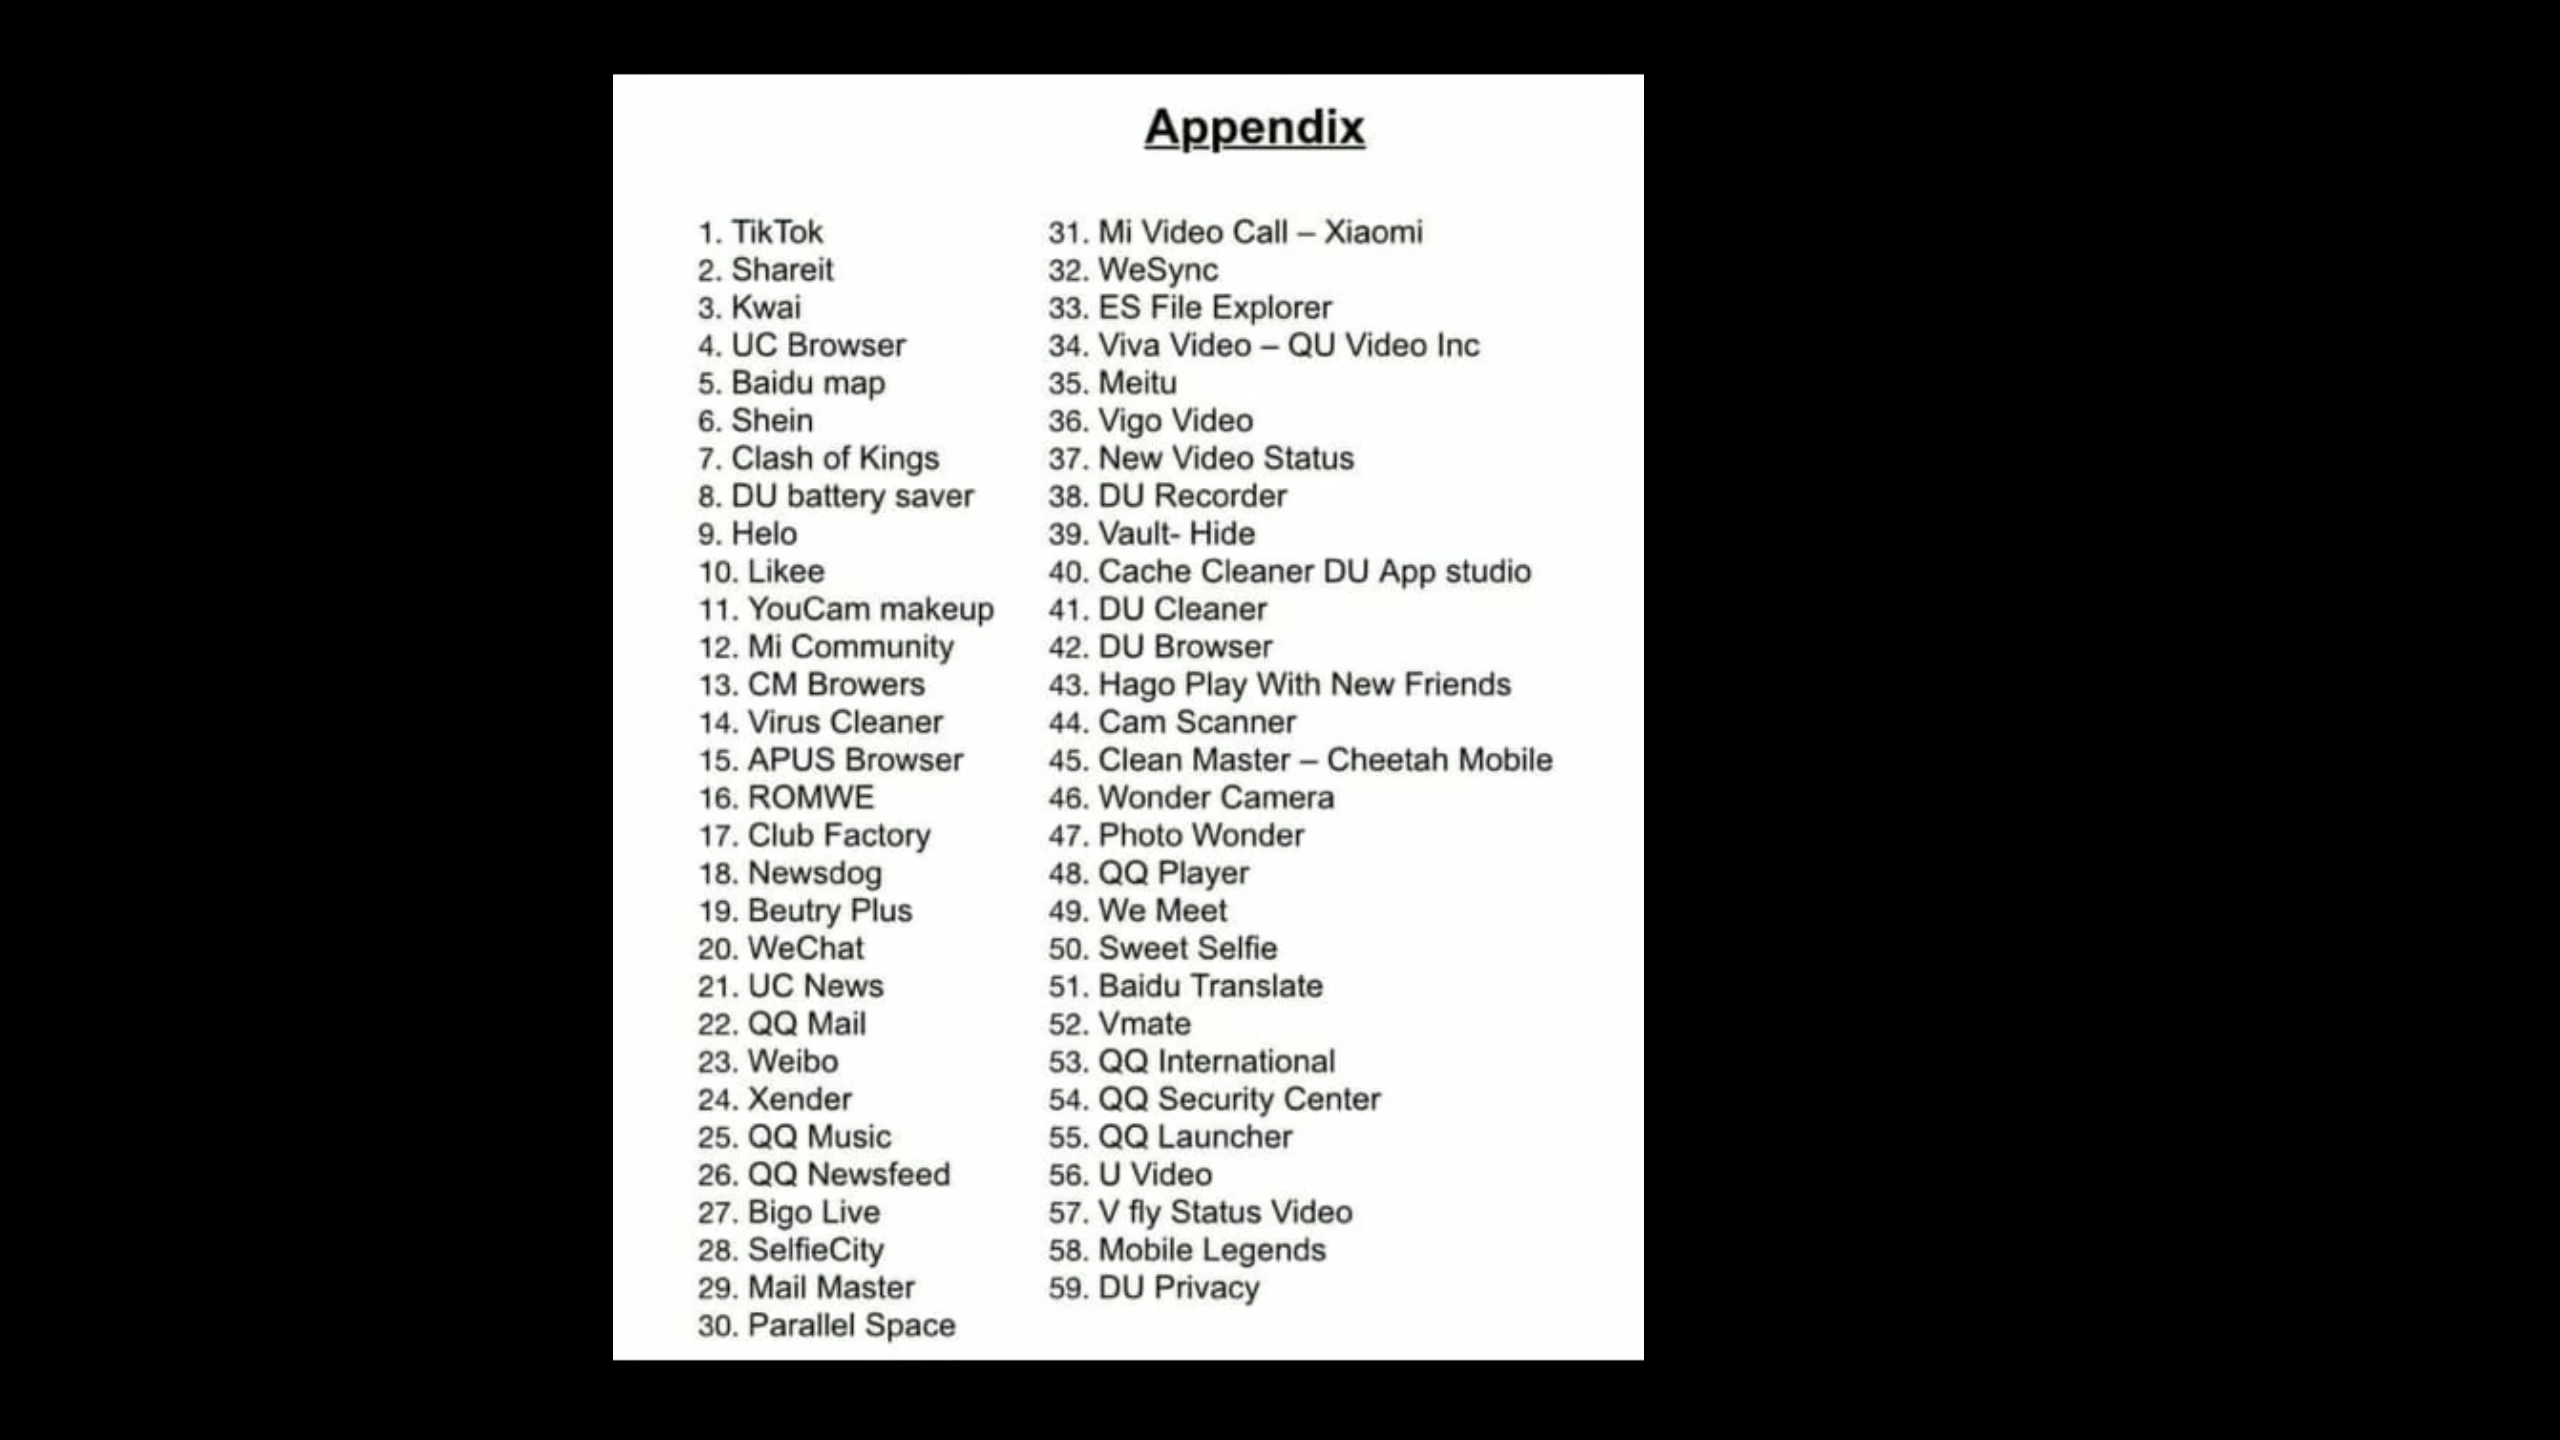 Appendix
1. TikTok
2. Shareit
3. Kwai
4. UC Browser
5. Baidu map
6. Shein
7. Clash of Kings
8. DU battery saver
9. Helo
10. Likee
11. YouCam makeup
12. Mi Community
13. CM Browers
14. Virus Cleaner
15. APUS Browser
16. ROMWE
17. Club Factory
18. Newsdog
19. Beutry Plus
20. WeChat
21. UC News
22. QQ Mail
23. Weibo
24. Xender
25. QQ Music
26. QQ Newsfeed
27. Bigo Live
28. SelfieCity
29. Mail Master
30. Parallel Space
31. Mi Video Call – Xiaomi
32. WeSync
33. ES File Explorer
34. Viva Video – QU Video Inc
35. Meitu
36. Vigo Video
37. New Video Status
38. DU Recorder
39. Vault- Hide
40. Cache Cleaner DU App studio
41. DU Cleaner
42. DU Browser
43. Hago Play With New Friends
44. Cam Scanner
45. Clean Master – Cheetah Mobile
46. Wonder Camera
47. Photo Wonder
48. QQ Player
49. We Meet
50. Sweet Selfie
51. Baidu Translate
52. Vmate
53. QQ International
54. QQ Security Center
55. QQ Launcher
56. U Video
57. V fly Status Video
58. Mobile Legends
59. DU Privacy